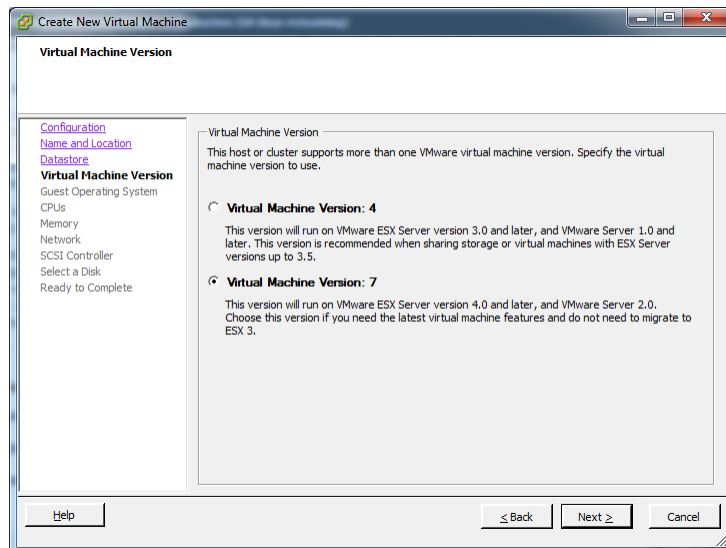 Create New Virtual Machine
Virtual Machine Version
Configuration
Name and Location
Datastore
Virtual Machine Version
Guest Operating System
CPUs
Memory
Network
SCSI Controller
Select a Disk
Ready to Complete
Virtual Machine Version
This host or cluster supports more than one VMware virtual machine version. Specify the virtual
machine version to use.
Virtual Machine Version: 4
This version will run on VMware ESX Server version 3.0 and later, and VMware Server 1.0 and
later. This version is recommended when sharing storage or virtual machines with ESX Server
versions up to 3.5.
Virtual Machine Version: 7
This version will run on VMware ESX Server version 4.0 and later, and VMware Server 2.0.
Choose this version if you need the latest virtual machine features and do not need to migrate to
ESX 3.
Help
< Back
Next >
Cancel